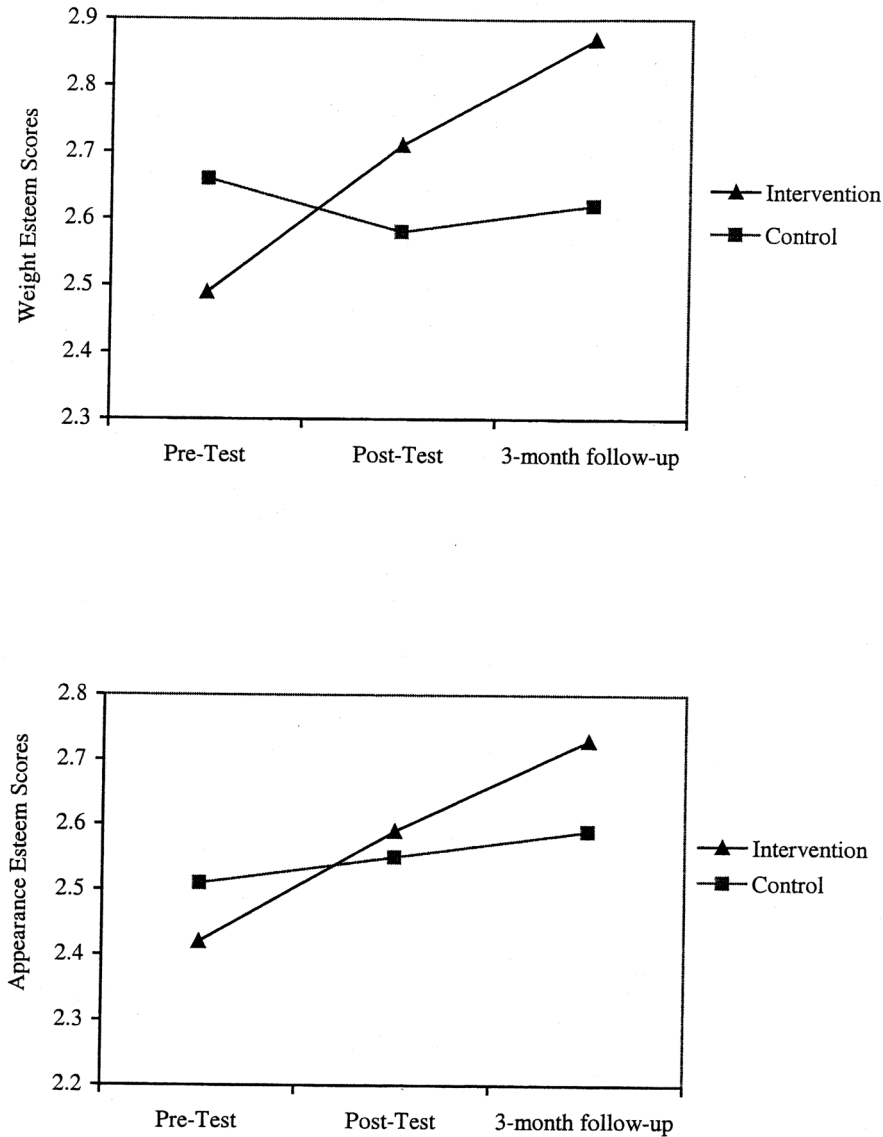 2.9
2.8
2.7
2.6
2.5
2.4
2.3
Weight Esteem Scores
Pre-Test Post-Test 3-month follow-up
Intervention
Control
2.8
2.7
2.6
2.5
2.4
2.3
2.2
Appearance Esteem Scores
Pre-Test Post-Test 3-month follow-up
Intervention
Control